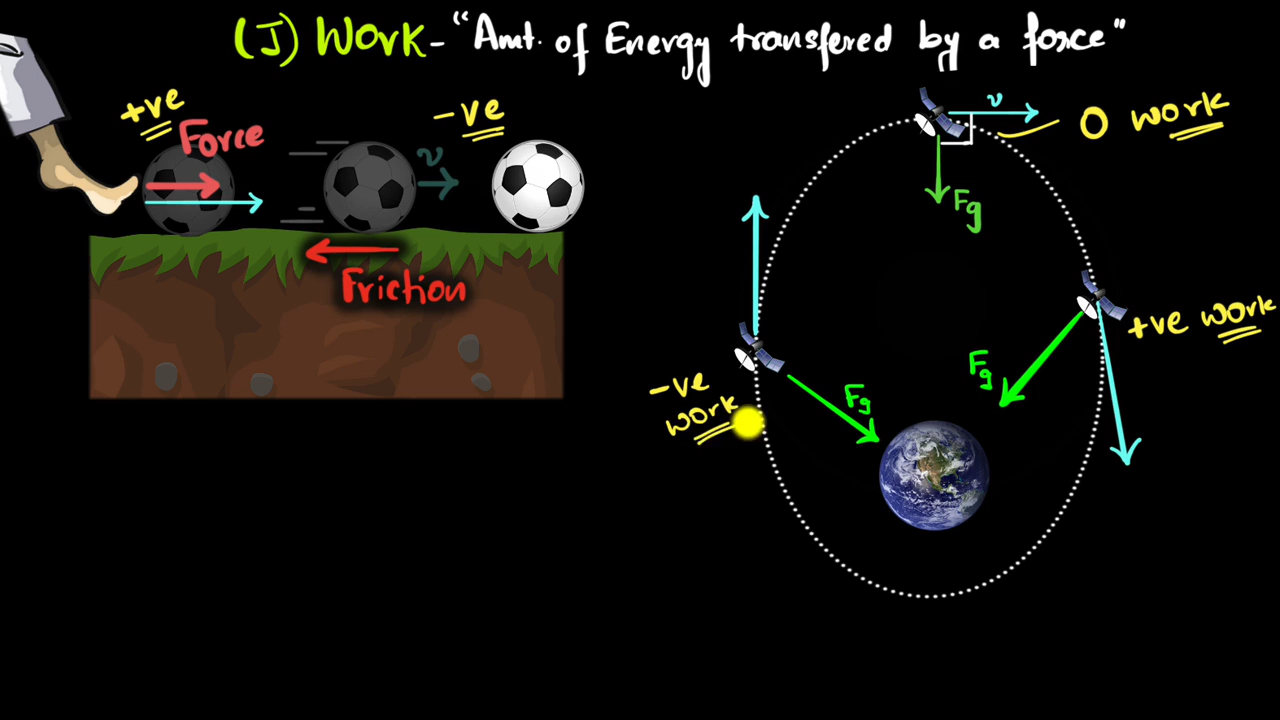 (J) Work - "Amt. of Energy transfered by a force"
+ve
Force
-ve
v
Friction
v
0 work
Fg
+ve work
Fg
-ve
work
Fg